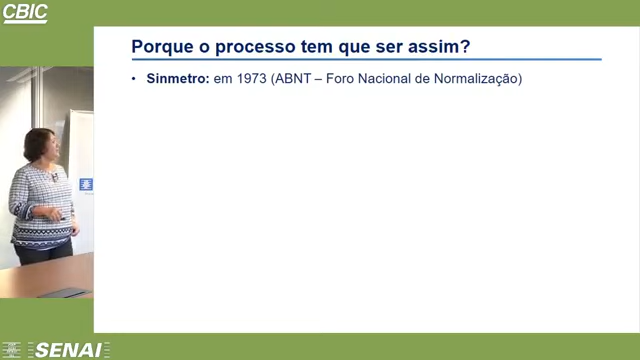 CBIC
Porque o processo tem que ser assim?
• Sinmetro: em 1973 (ABNT – Foro Nacional de Normalização)
SENAI